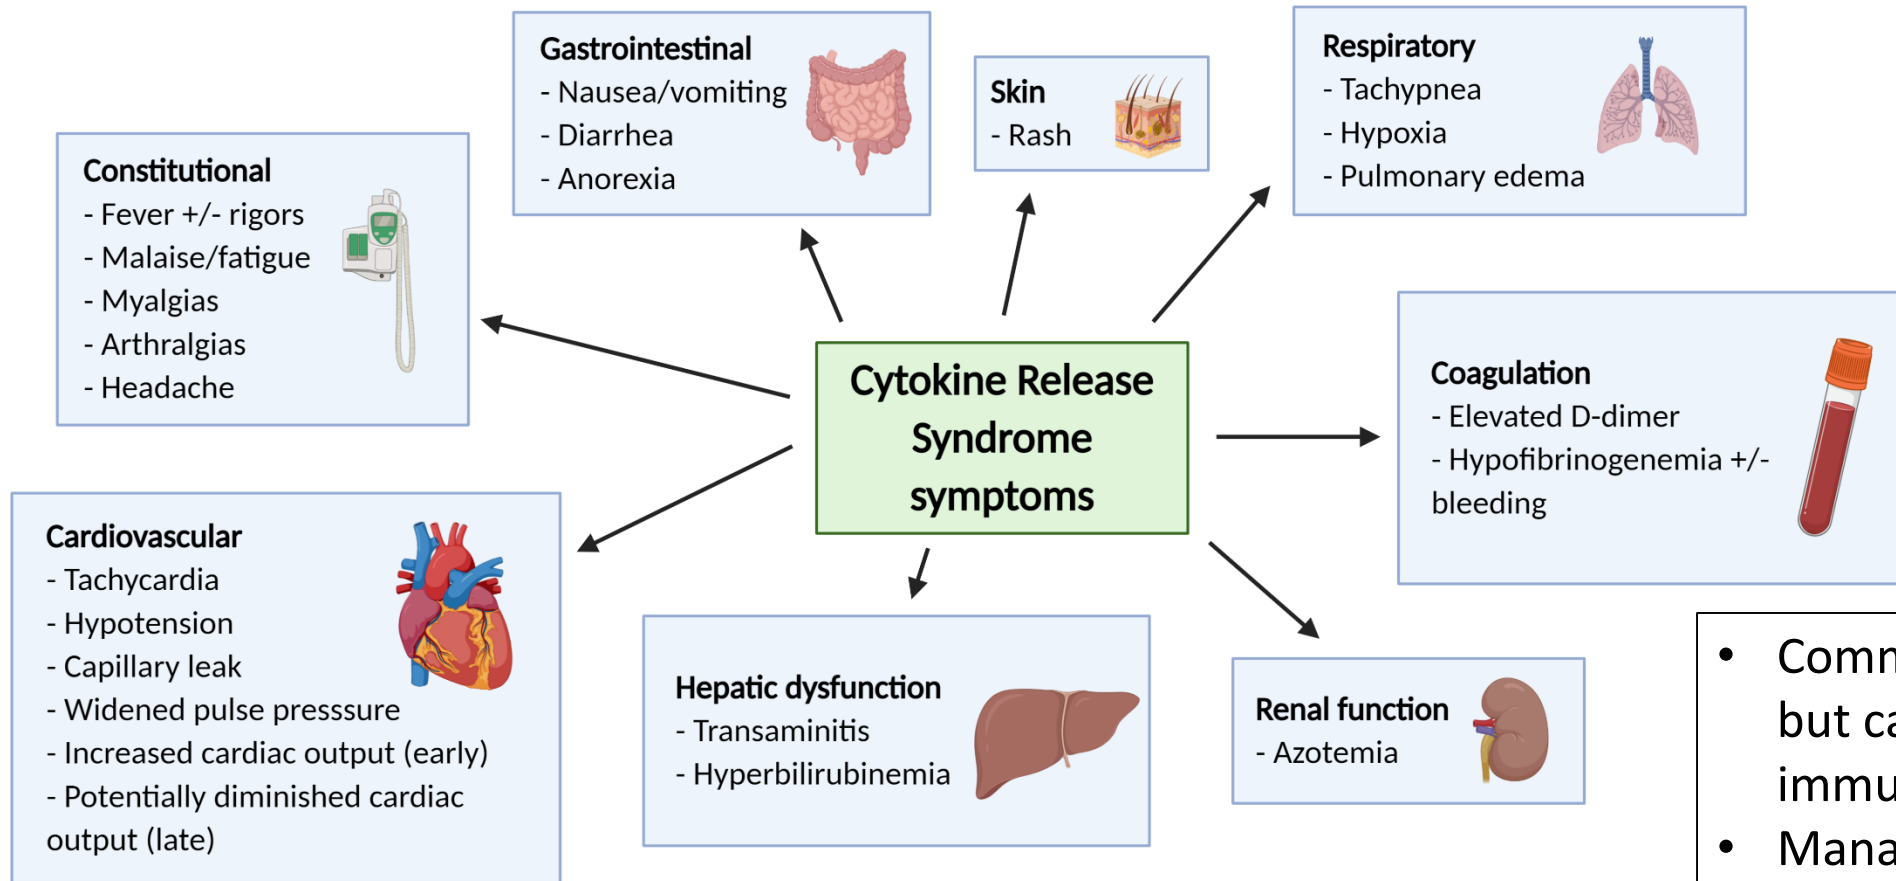 Gastrointestinal
- Nausea/vomiting
- Diarrhea
- Anorexia
Skin
- Rash
Respiratory
- Tachypnea
- Hypoxia
- Pulmonary edema
Constitutional
- Fever +/- rigors
- Malaise/fatigue
- Myalgias
- Arthralgias
- Headache
Cytokine Release
Syndrome
symptoms
Coagulation
- Elevated D-dimer
- Hypofibrinogenemia +/-
bleeding
Cardiovascular
- Tachycardia
- Hypotension
- Capillary leak
- Widened pulse presssure
- Increased cardiac output (early)
- Potentially diminished cardiac
output (late)
Hepatic dysfunction
- Transaminitis
- Hyperbilirubinemia
Renal function
- Azotemia
•
but
•